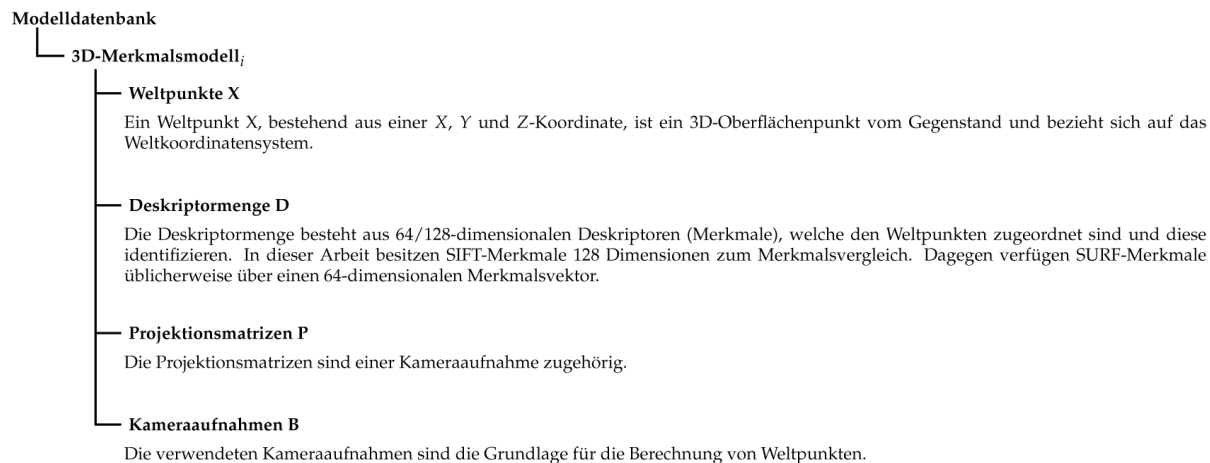 Modelldatenbank
3D-Merkmalsmodell_i
Weltpunkte X
Ein Weltpunkt X, bestehend aus einer X, Y und Z-Koordinate, ist ein 3D-Oberflächenpunkt vom Gegenstand und bezieht sich auf das
Weltkoordinatensystem.
Deskriptormenge D
Die Deskriptormenge besteht aus 64/128-dimensionalen Deskriptoren (Merkmale), welche den Weltpunkten zugeordnet sind und diese
identifizieren. In dieser Arbeit besitzen SIFT-Merkmale 128 Dimensionen zum Merkmalsvergleich. Dagegen verfügen SURF-Merkmale
üblicherweise über einen 64-dimensionalen Merkmalsvektor.
Projektionsmatrizen P
Die Projektionsmatrizen sind einer Kameraaufnahme zugehörig.
Kameraaufnahmen B
Die verwendeten Kameraaufnahmen sind die Grundlage für die Berechnung von Weltpunkten.